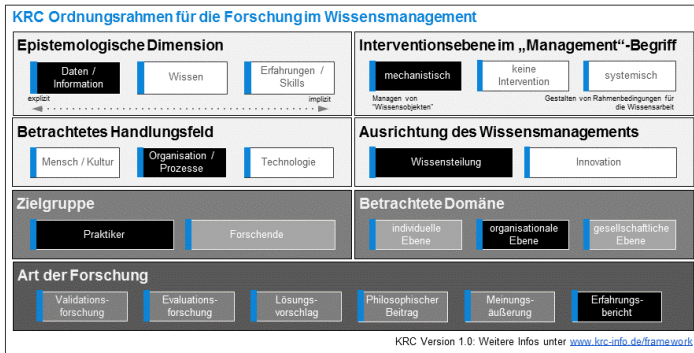 KRC Ordnungsrahmen für die Forschung im Wissensmanagement
Epistemologische Dimension
Daten /
Information
Wissen
Erfahrungen /
Skills
explizit
implizit
Interventionsebene im „Management“-Begriff
mechanistisch
keine
Intervention
systemisch
Managen von
"Wissensobjekten"
Gestalten von Rahmenbedingungen für
die Wissensarbeit
Betrachtetes Handlungsfeld
Mensch / Kultur
Organisation /
Prozesse
Technologie
Ausrichtung des Wissensmanagements
Wissensteilung
Innovation
Zielgruppe
Praktiker
Forschende
Betrachtete Domäne
individuelle
Ebene
organisationale
Ebene
gesellschaftliche
Ebene
Art der Forschung
Validations-
forschung
Evaluations-
forschung
Lösungs-
vorschlag
Philosophischer
Beitrag
Meinungs-
äußerung
Erfahrungs-
bericht
KRC Version 1.0: Weitere Infos unter www.krc-info.de/framework